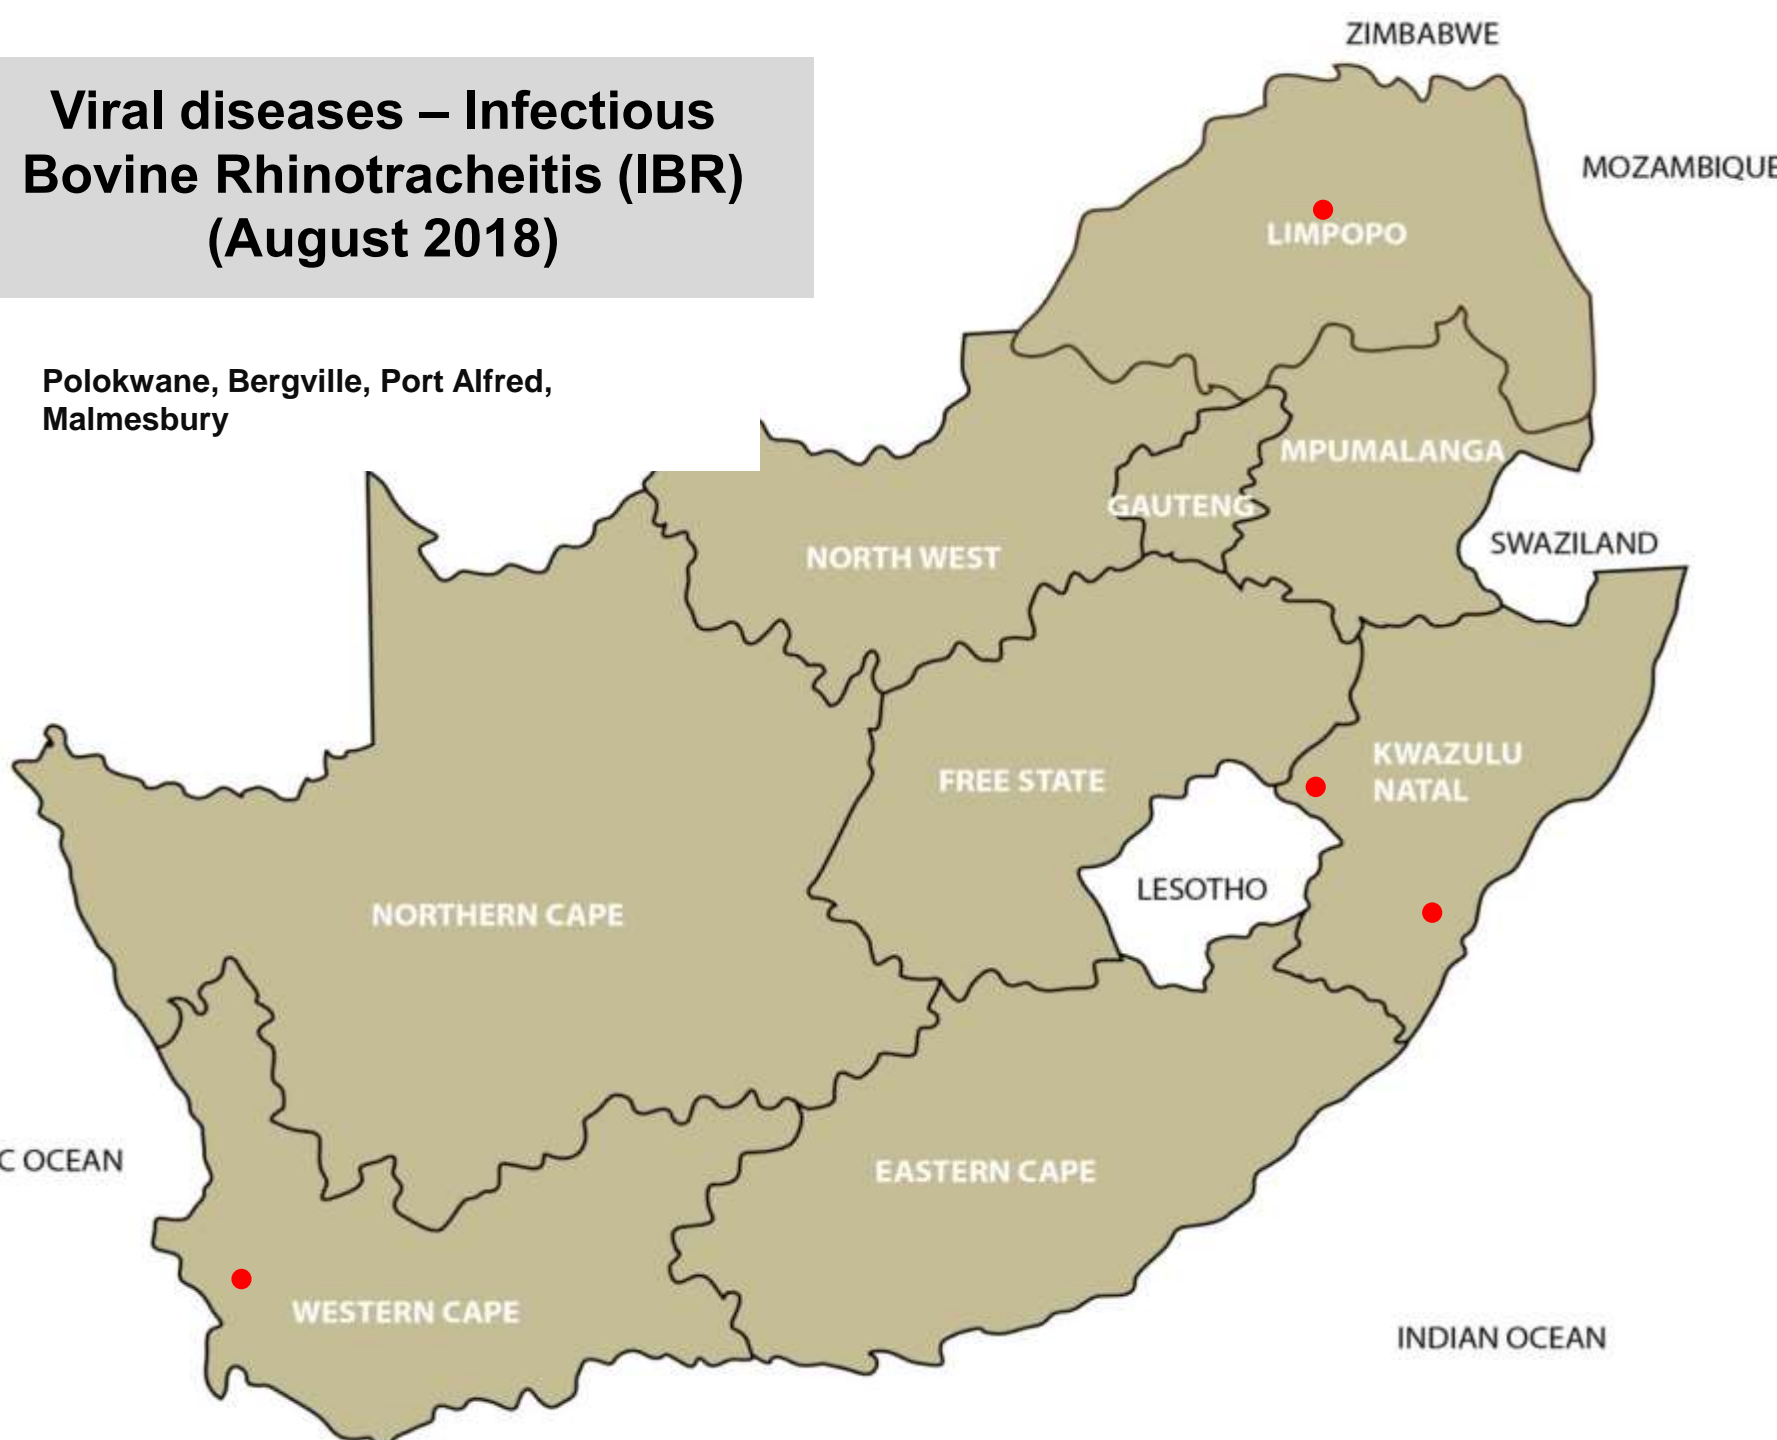 ZIMBABWE
Viral diseases – Infectious
Bovine Rhinotracheitis (IBR)
(August 2018)
MOZAMBIQUE
LIMPOPO
Polokwane, Bergville, Port Alfred,
Malmesbury
MPUMALANGA
GAUTENG
SWAZILAND
NORTH WEST
KWAZULU
NATAL
FREE STATE
LESOTHO
NORTHERN CAPE
C OCEAN
EASTERN CAPE
WESTERN CAPE
INDIAN OCEAN